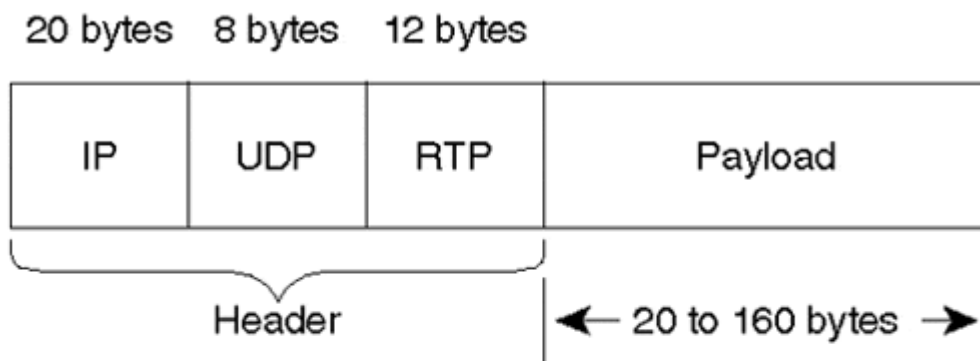 20 bytes 8 bytes 12 bytes
IP UDP RTP Payload
Header 20 to 160 bytes